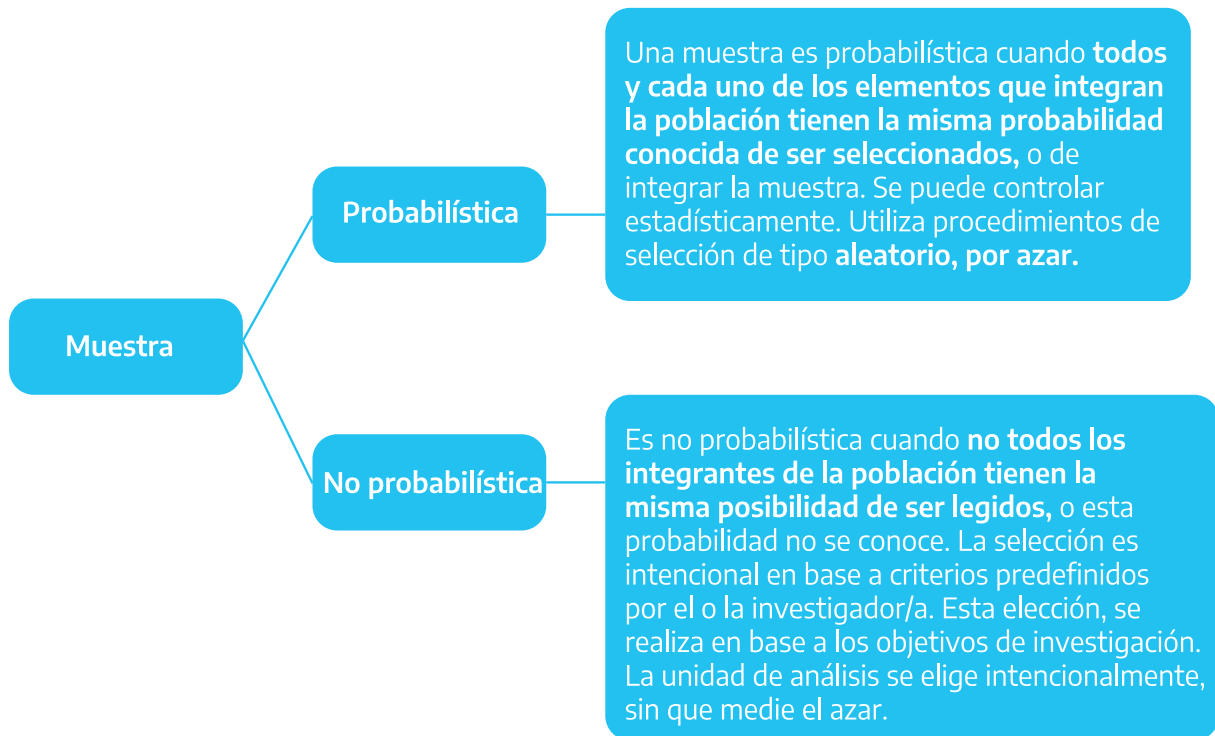 Una muestra es probabilística cuando todos
y cada uno de los elementos que integran
la población tienen la misma probabilidad
conocida de ser seleccionados, o de
integrar la muestra. Se puede controlar
estadísticamente. Utiliza procedimientos de
selección de tipo aleatorio, por azar.
Probabilística
Muestra
No probabilística
Es no probabilística cuando no todos los
integrantes de la población tienen la
misma posibilidad de ser legidos, o esta
probabilidad no se conoce. La selección es
intencional en base a criterios predefinidos
por el o la investigador/a. Esta elección, se
realiza en base a los objetivos de investigación.
La unidad de análisis se elige intencionalmente,
sin que medie el azar.